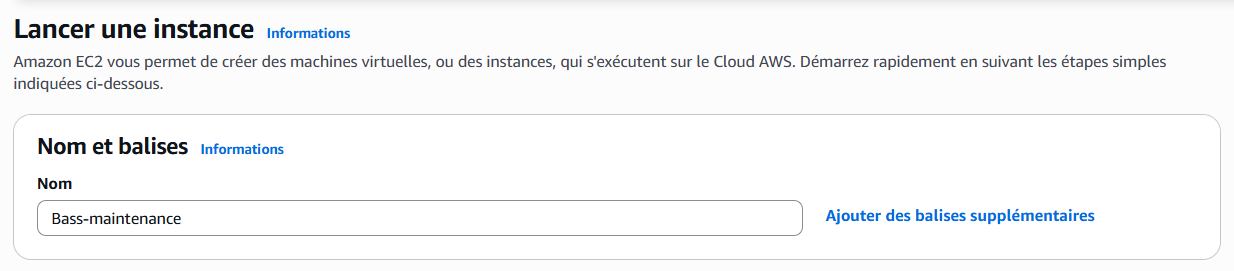 Lancer une instance Informations
Amazon EC2 vous permet de créer des machines virtuelles, ou des instances, qui s'exécutent sur le Cloud AWS. Démarrez rapidement en suivant les étapes simples
indiquées ci-dessous.
Nom et balises Informations
Nom
Bass-maintenance Ajouter des balises supplémentaires